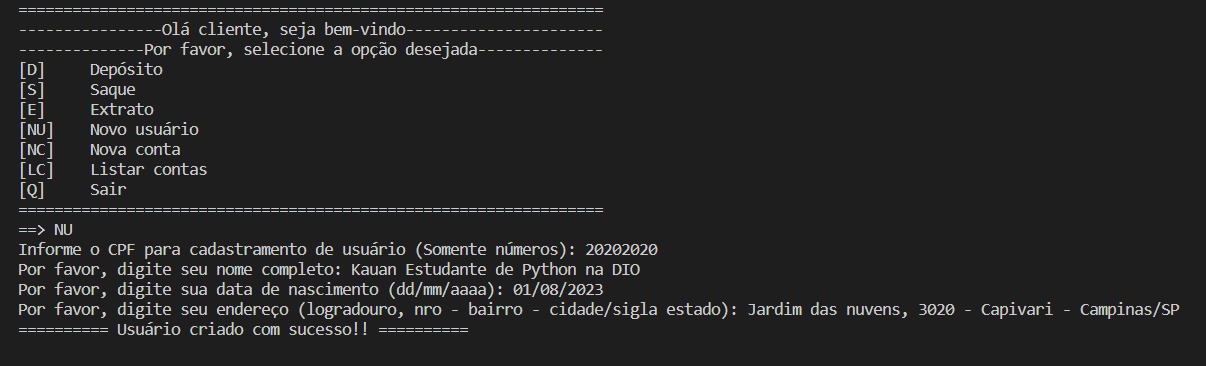 =================================================================
----------------Olá cliente, seja bem-vindo----------------------
--------------Por favor, selecione a opção desejada--------------
[D]     Depósito
[S]     Saque
[E]     Extrato
[NU]    Novo usuário
[NC]    Nova conta
[LC]    Listar contas
[Q]     Sair
=================================================================
==> NU
Informe o CPF para cadastramento de usuário (Somente números): 20202020
Por favor, digite seu nome completo: Kauan Estudante de Python na DIO
Por favor, digite sua data de nascimento (dd/mm/aaaa): 01/08/2023
Por favor, digite seu endereço (logradouro, nro - bairro - cidade/sigla estado): Jardim das nuvens, 3020 - Capivari - Campinas/SP
========== Usuário criado com sucesso!! ==========